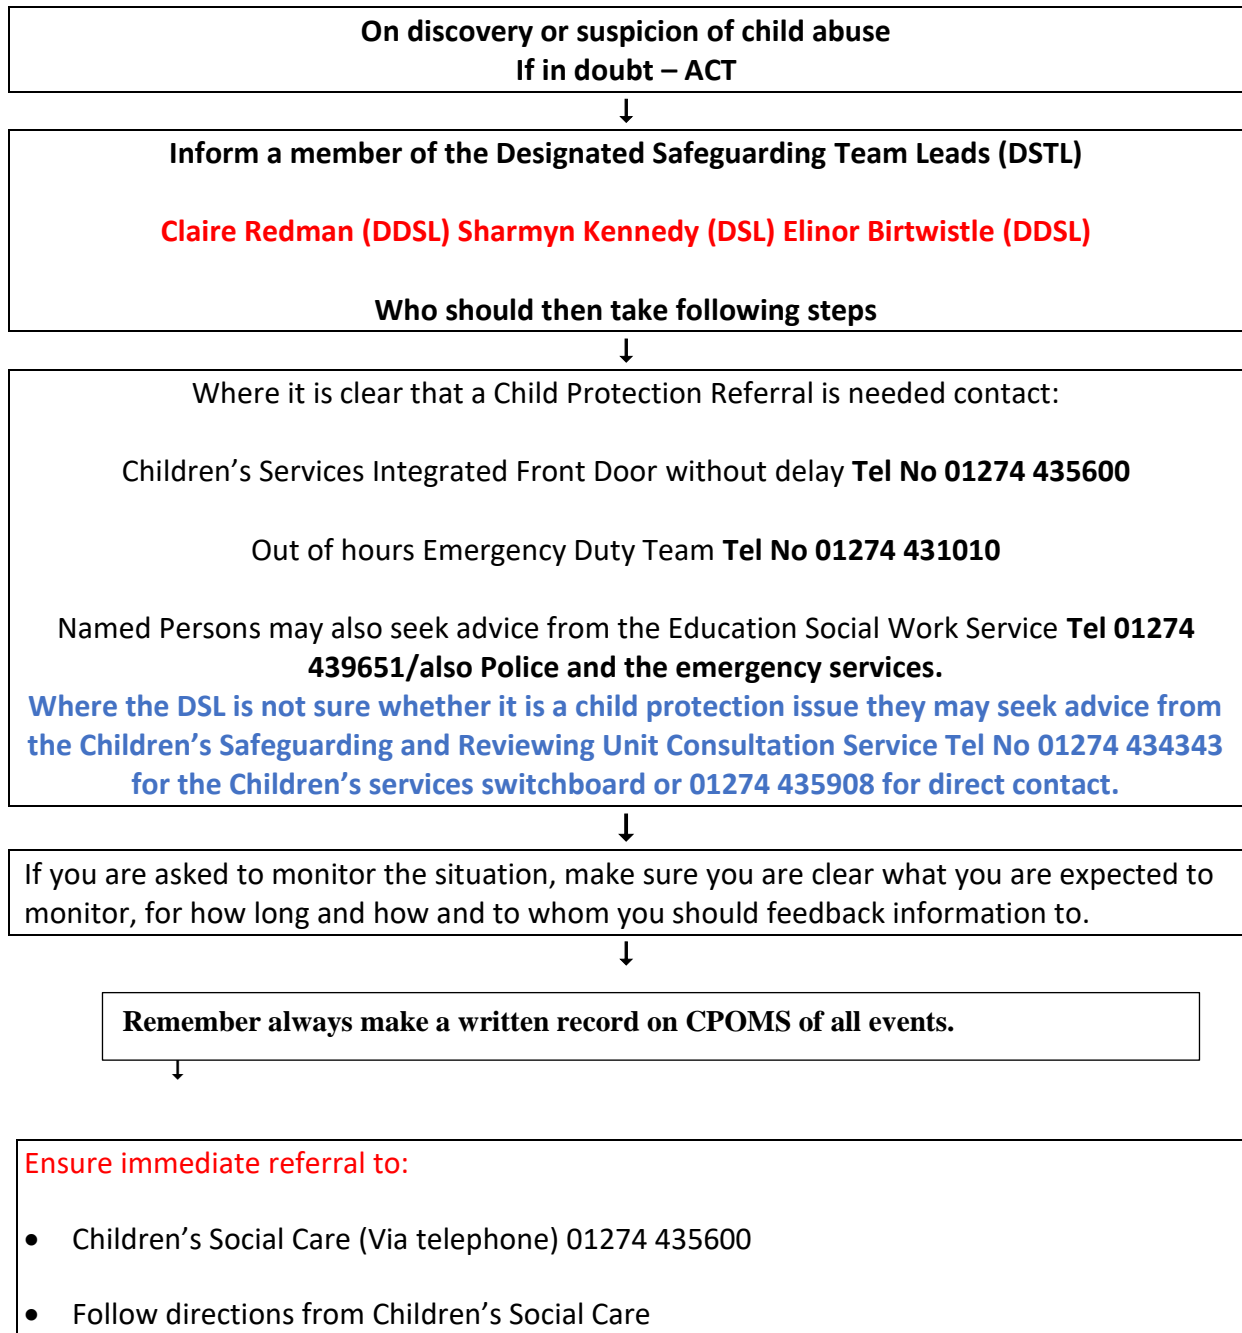 On discovery or suspicion of child abuse
If in doubt – ACT
↓
Inform a member of the Designated Safeguarding Team Leads (DSTL)
Claire Redman (DDSL) Sharmyn Kennedy (DSL) Elinor Birtwistle (DDSL)
Who should then take following steps
↓
Where it is clear that a Child Protection Referral is needed contact:
Children’s Services Integrated Front Door without delay Tel No 01274 435600
Out of hours Emergency Duty Team Tel No 01274 431010
Named Persons may also seek advice from the Education Social Work Service Tel 01274
439651/also Police and the emergency services.
Where the DSL is not sure whether it is a child protection issue they may seek advice from
the Children’s Safeguarding and Reviewing Unit Consultation Service Tel No 01274 434343
for the Children’s services switchboard or 01274 435908 for direct contact.
↓
If you are asked to monitor the situation, make sure you are clear what you are expected to
monitor, for how long and how and to whom you should feedback information to.
↓
Remember always make a written record on CPOMS of all events.
↓
Ensure immediate referral to:
• Children’s Social Care (Via telephone) 01274 435600
• Follow directions from Children’s Social Care